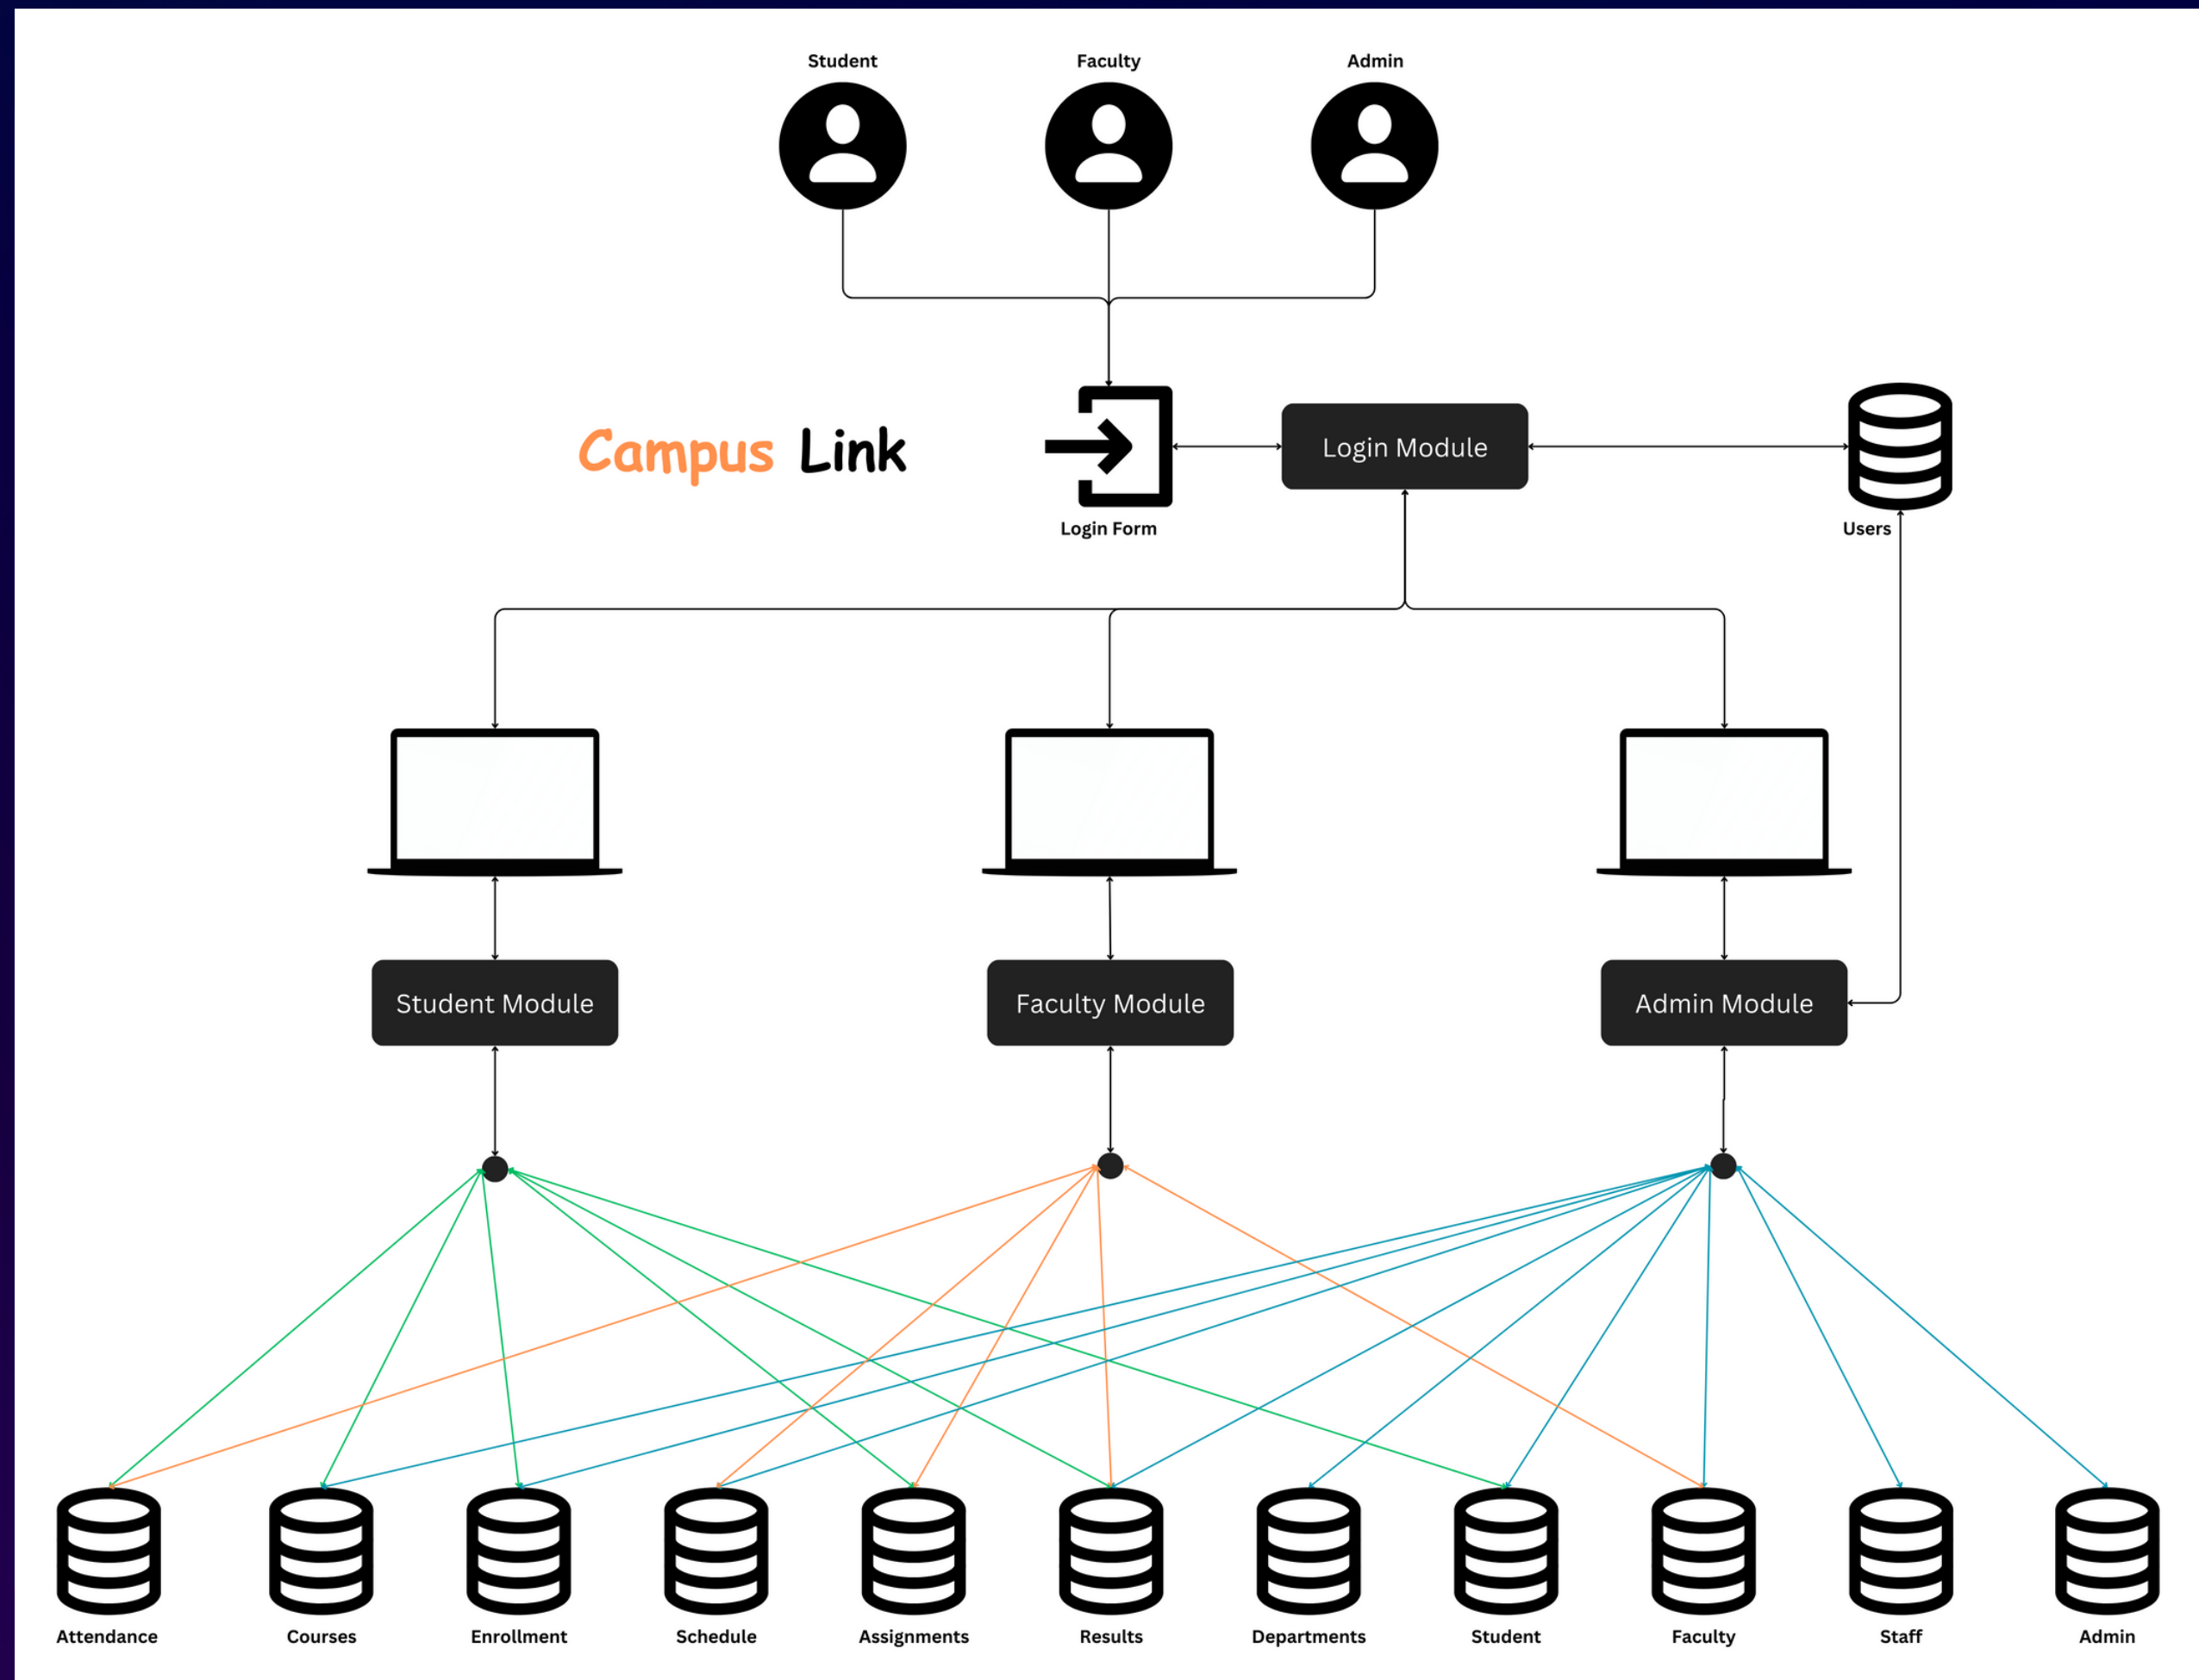 Student
Faculty
Admin
Campus Link
Login Module
Login Form
Users
Student Module
Faculty Module
Admin Module
Attendance
Courses
Enrollment
Schedule
Assignments
Results
Departments
Student
Faculty
Staff
Admin